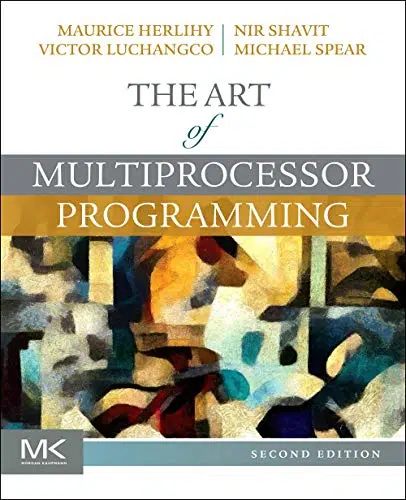 MAURICE HERLIHY
VICTOR LUCHANGCO
NIR SHAVIT
MICHAEL SPEAR
THE ART
of
MULTIPROCESSOR
PROGRAMMING
MK
MORGAN KAUFMANN
SECOND EDITION